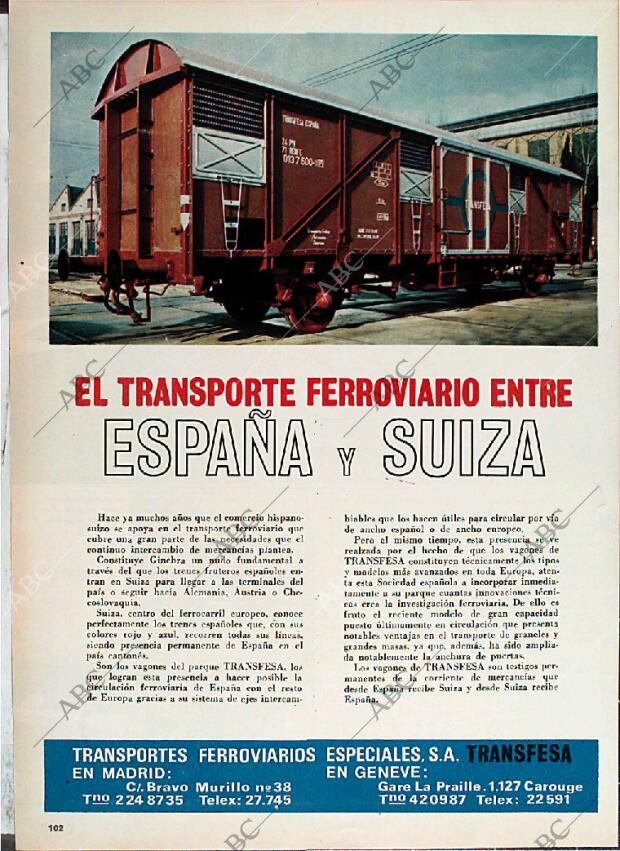 TRANSFESA ESPAÑA
24 PN
71 RENFE
TRANSFESA
EL TRANSPORTE FERROVIARIO ENTRE
ESPAÑA Y SUIZA
Hace ya muchos años que el comercio hispano-
suizo se apoya en el transporte ferroviario que
cubre una gran parte de las necesidades que el
continuo intercambio de mercancías plantea.
Constituye Ginebra un nudo fundamental a
través del que los trenes fruteros españoles en-
tran en Suiza para llegar a las terminales del
país o seguir hacia Alemania, Austria o Che-
coslovaquia.
Suiza, centro del ferrocarril europeo, conoce
perfectamente los trenes españoles que, con sus
colores rojo y azul, recorren todas sus líneas,
siendo presencia permanente de España en el
país cantonés.
Son los vagones del parque TRANSFESA, los
que logran esta presencia a hacer posible la
circulación ferroviaria de España con el resto
de Europa gracias a su sistema de ejes intercam-
biables que los hacen útiles para circular por vía
de ancho español o de ancho europeo.
Pero al mismo tiempo, esta presencia se ve
realzada por el hecho de que los vagones de
TRANSFESA constituyen técnicamente los tipos
y modelos más avanzados en toda Europa, aten-
ta esta Sociedad española a incorporar inmedia-
tamente a su parque cuantas innovaciones técni-
cas crea la investigación ferroviaria. De ello es
fruto el reciente modelo de gran capacidad
puesto últimamente en circulación que presenta
notables ventajas en el transporte de graneles y
grandes masas, ya que, además, ha sido amplia-
da notablemente la anchura de puertas.
Los vagones de TRANSFESA son testigos per-
manentes de la corriente de mercancías que
desde España recibe Suiza y desde Suiza recibe
España.
TRANSPORTES FERROVIARIOS ESPECIALES, S.A. TRANSFESA
EN MADRID:
C/. Bravo Murillo nº 38
Tno 224 8735 Telex: 27.745
EN GENEVE:
Gare La Praille. 1.127 Carouge
Tno 420987 Telex: 22591
102
ABC